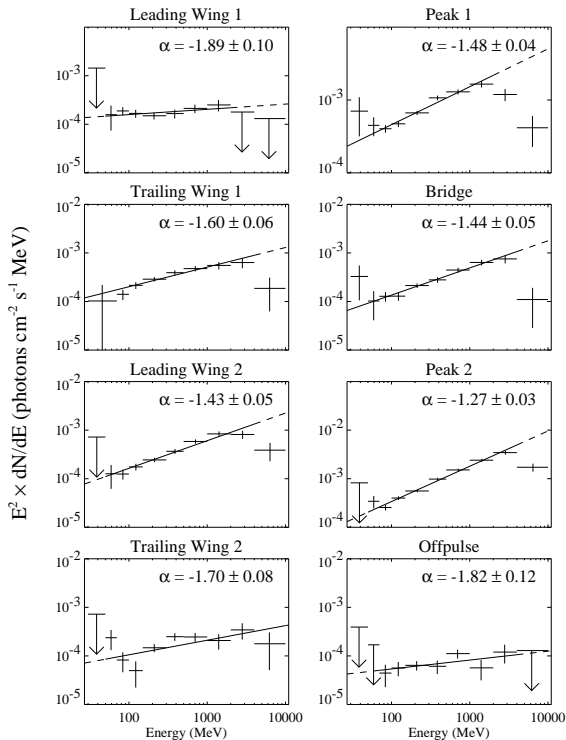 Leading Wing 1
α = -1.89 ± 0.10
10⁻³
10⁻⁴
10⁻⁵
Peak 1
α = -1.48 ± 0.04
10⁻³
10⁻⁴
Trailing Wing 1
α = -1.60 ± 0.06
10⁻²
10⁻³
10⁻⁴
10⁻⁵
Bridge
α = -1.44 ± 0.05
10⁻²
10⁻³
10⁻⁴
10⁻⁵
E² × dN/dE (photons cm⁻² s⁻¹ MeV)
Leading Wing 2
α = -1.43 ± 0.05
10⁻²
10⁻³
10⁻⁴
10⁻⁵
Peak 2
α = -1.27 ± 0.03
10⁻²
10⁻³
10⁻⁴
Trailing Wing 2
α = -1.70 ± 0.08
10⁻²
10⁻³
10⁻⁴
10⁻⁵
100 1000 10000
Energy (MeV)
Offpulse
α = -1.82 ± 0.12
10⁻²
10⁻³
10⁻⁴
10⁻⁵
100 1000 10000
Energy (MeV)